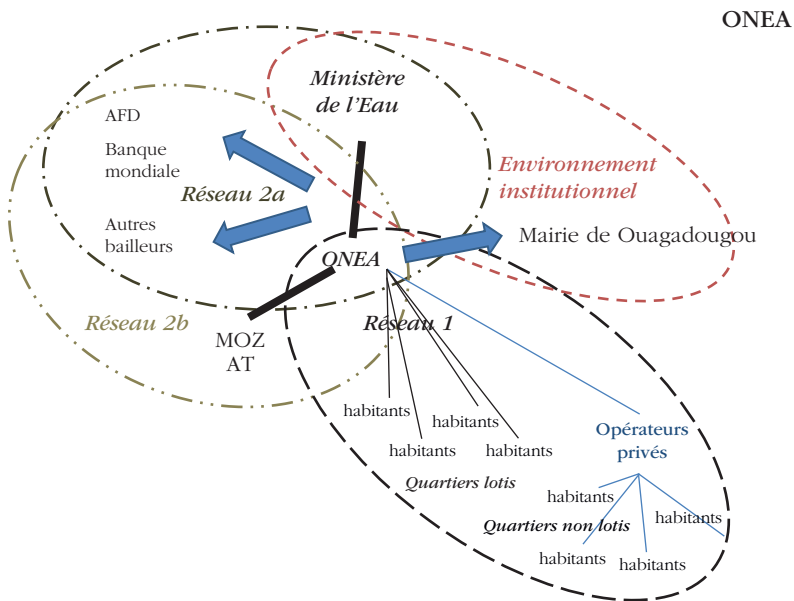 ONEA
Ministère
de l'Eau
AFD
Banque
mondiale
Réseau 2a
Autres
bailleurs
Environnement
institutionnel
Mairie de Ouagadougou
ONEA
Réseau 2b
Réseau 1
MOZ
AT
habitants
habitants
habitants
habitants
Quartiers lotis
Opérateurs
privés
habitants
habitants
Quartiers non lotis
habitants
habitants